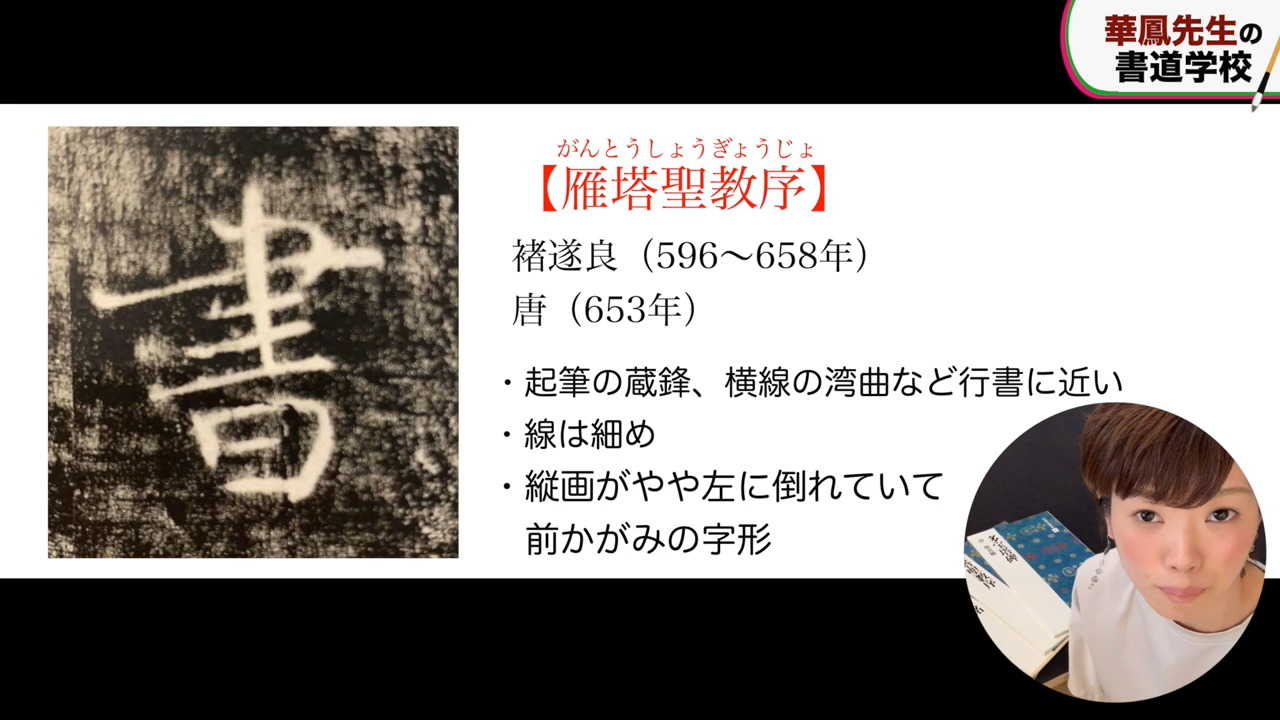 華鳳先生の
書道学校
書
がんとうしょうぎょうじょ
【雁塔聖教序】
褚遂良（596〜658年）
唐（653年）
・起筆の蔵鋒、横線の湾曲など行書に近い
・線は細め
・縦画がやや左に倒れていて
前かがみの字形